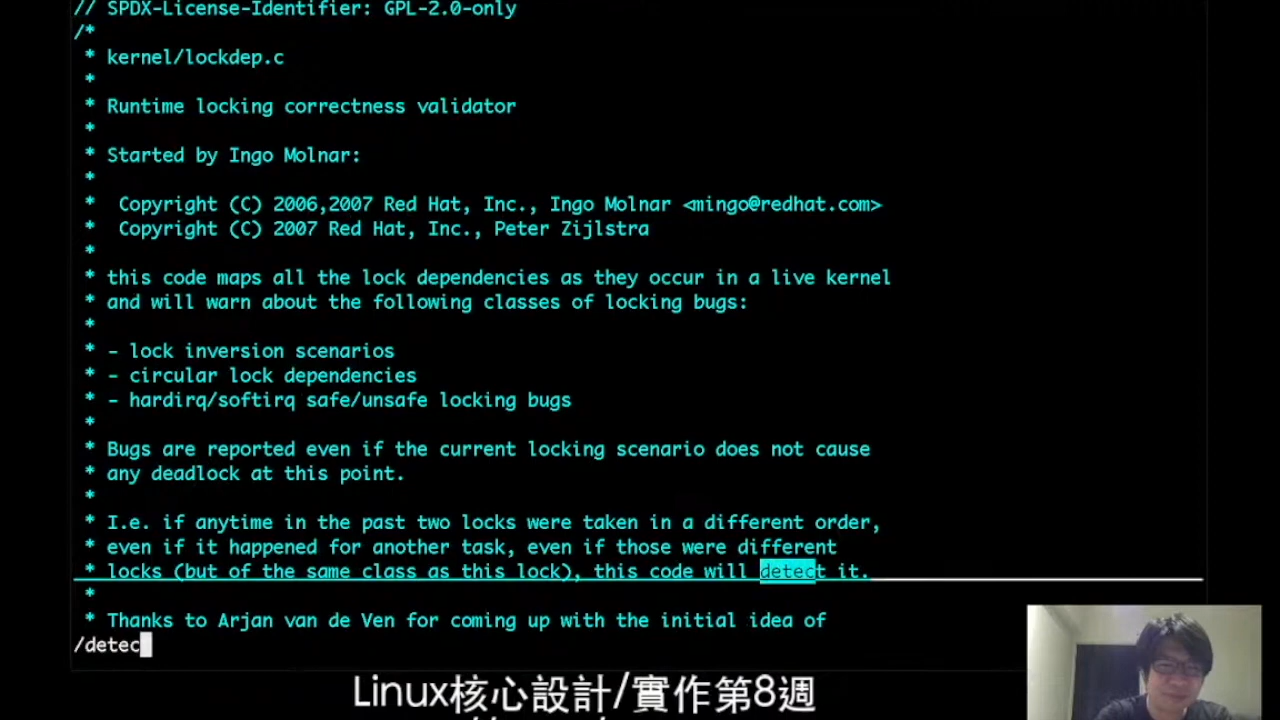 // SPDX-License-Identifier: GPL-2.0-only
/*
* kernel/lockdep.c
*
* Runtime locking correctness validator
*
* Started by Ingo Molnar:
*
* Copyright (C) 2006,2007 Red Hat, Inc., Ingo Molnar <mingo@redhat.com>
* Copyright (C) 2007 Red Hat, Inc., Peter Zijlstra
*
* this code maps all the lock dependencies as they occur in a live kernel
* and will warn about the following classes of locking bugs:
*
* - lock inversion scenarios
* - circular lock dependencies
* - hardirq/softirq safe/unsafe locking bugs
*
* Bugs are reported even if the current locking scenario does not cause
* any deadlock at this point.
*
* I.e. if anytime in the past two locks were taken in a different order,
* even if it happened for another task, even if those were different
* locks (but of the same class as this lock), this code will detect it.
*
* Thanks to Arjan van de Ven for coming up with the initial idea of
/detec
Linux核心設計/實作第8週